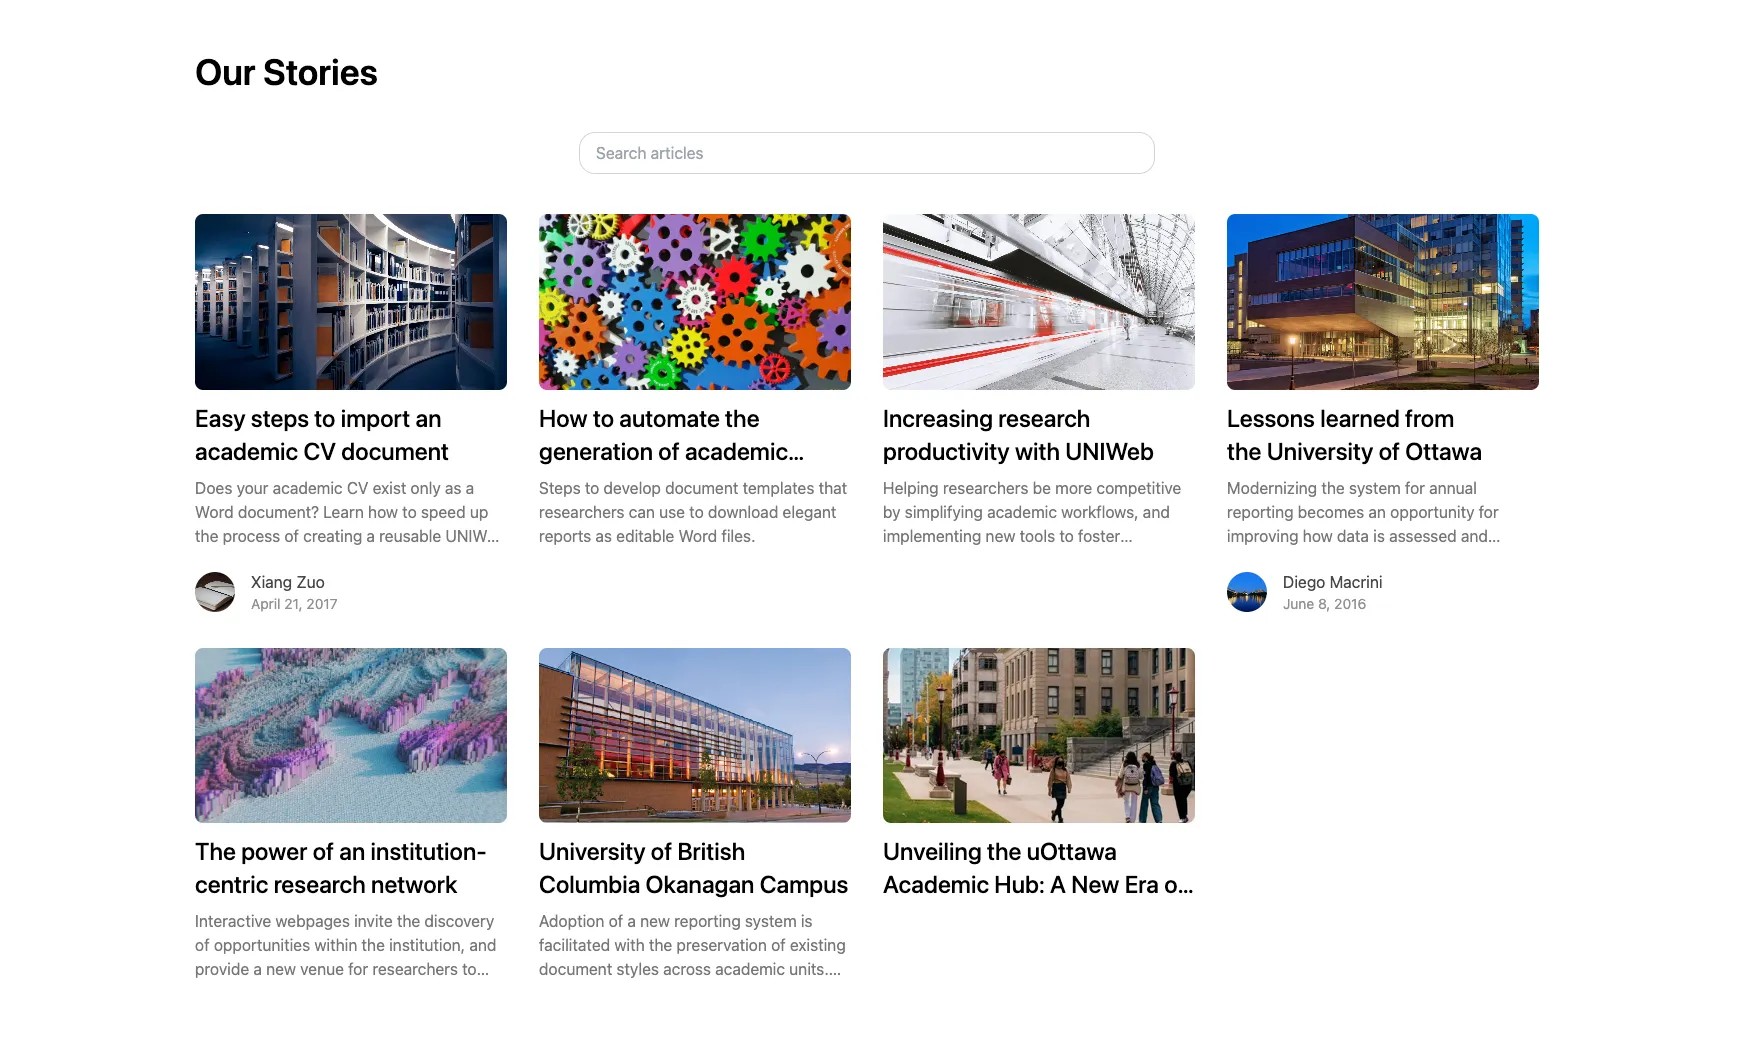 Our Stories
Search articles
Easy steps to import an
academic CV document
Does your academic CV exist only as a
Word document? Learn how to speed up
the process of creating a reusable UNIW...
Xiang Zuo
April 21, 2017
How to automate the
generation of academic...
Steps to develop document templates that
researchers can use to download elegant
reports as editable Word files.
Increasing research
productivity with UNIWeb
Helping researchers be more competitive
by simplifying academic workflows, and
implementing new tools to foster...
Lessons learned from
the University of Ottawa
Modernizing the system for annual
reporting becomes an opportunity for
improving how data is assessed and...
Diego Macrini
June 8, 2016
The power of an institution-
centric research network
Interactive webpages invite the discovery
of opportunities within the institution, and
provide a new venue for researchers to...
University of British
Columbia Okanagan Campus
Adoption of a new reporting system is
facilitated with the preservation of existing
document styles across academic units....
Unveiling the uOttawa
Academic Hub: A New Era o...